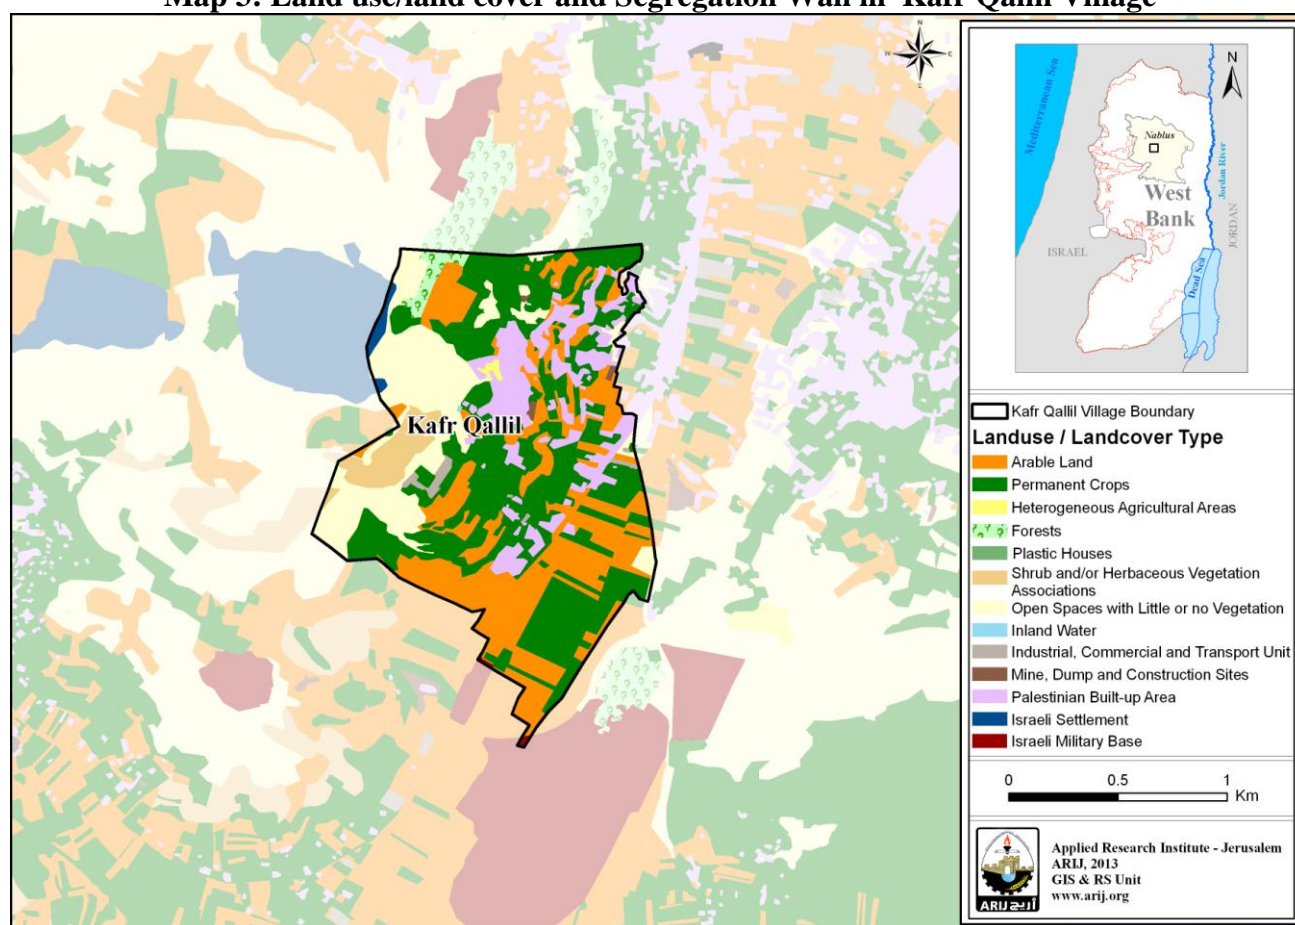 Map 3: Land use/land cover and Segregation Wall in Kafr Qallil Village
N
W
E
S
Kafr Qallil
N
Mediterranean Sea
Nablus
Jordan River
West
Bank
JORDAN
ISRAEL
Dead Sea
Kafr Qallil Village Boundary
Landuse / Landcover Type
Arable Land
Permanent Crops
Heterogeneous Agricultural Areas
Forests
Plastic Houses
Shrub and/or Herbaceous Vegetation
Associations
Open Spaces with Little or no Vegetation
Inland Water
Industrial, Commercial and Transport Unit
Mine, Dump and Construction Sites
Palestinian Built-up Area
Israeli Settlement
Israeli Military Base
0 0.5 1
Km
Applied Research Institute - Jerusalem
ARIJ, 2013
GIS & RS Unit
www.arij.org
ARIJ أريج